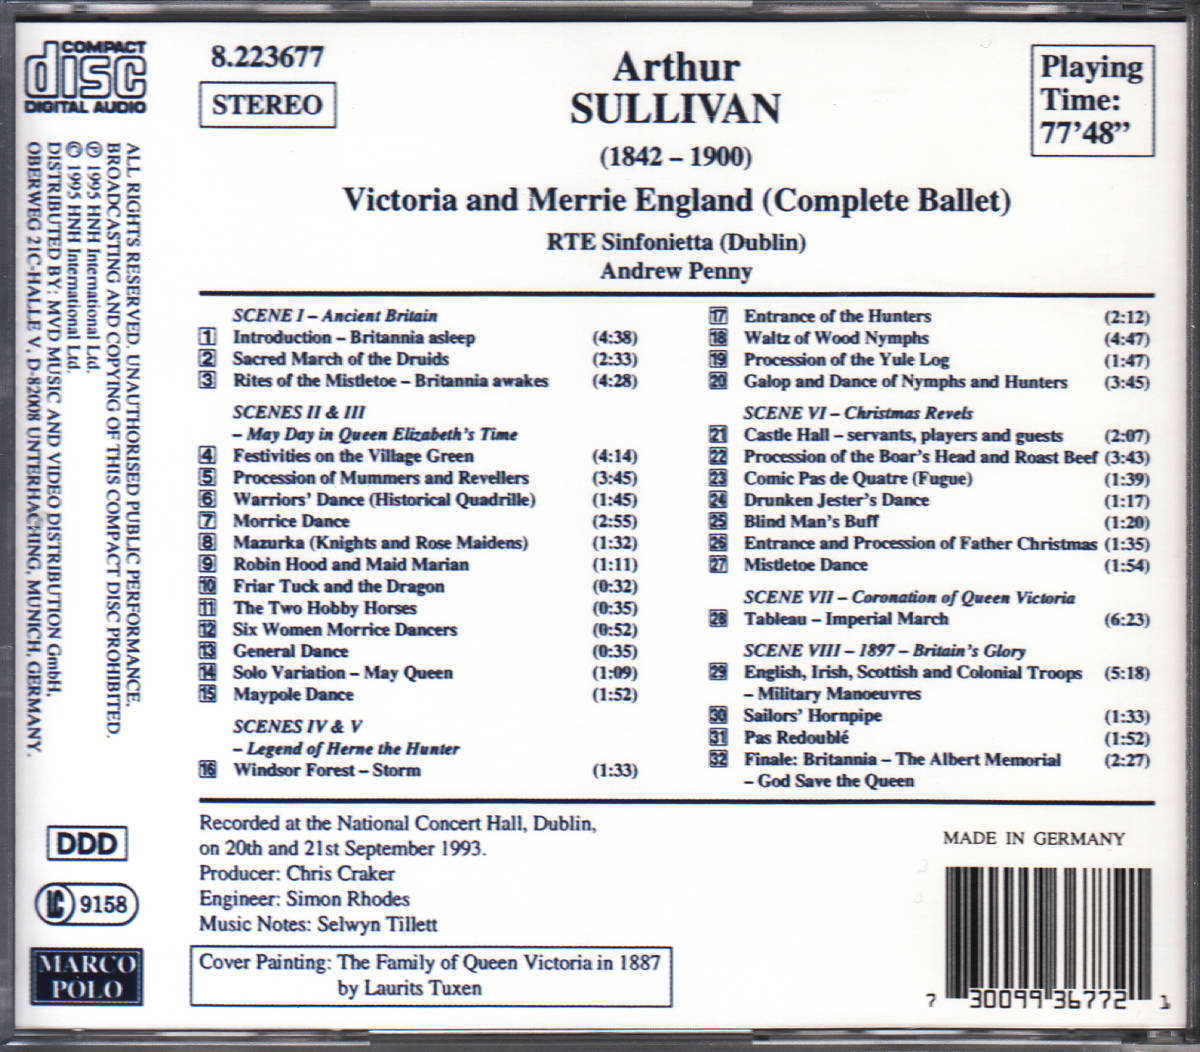 COMPACT
disc
DIGITAL AUDIO
8.223677
STEREO
Arthur
SULLIVAN
(1842 – 1900)
Victoria and Merrie England (Complete Ballet)
RTE Sinfonietta (Dublin)
Andrew Penny
Playing
Time:
77’48”
ALL RIGHTS RESERVED. UNAUTHORISED PUBLIC PERFORMANCE,
BROADCASTING AND COPYING OF THIS COMPACT DISC PROHIBITED.
℗ 1995 HNH International Ltd.
© 1995 HNH International Ltd.
DISTRIBUTED BY: MVD MUSIC AND VIDEO DISTRIBUTION GmbH,
OBERWEG 21C-HALLE V, D-82008 UNTERHACHING, MUNICH, GERMANY.
SCENE I – Ancient Britain
1 Introduction – Britannia asleep (4:38)
2 Sacred March of the Druids (2:33)
3 Rites of the Mistletoe – Britannia awakes (4:28)
SCENES II & III
– May Day in Queen Elizabeth’s Time
4 Festivities on the Village Green (4:14)
5 Procession of Mummers and Revellers (3:45)
6 Warriors’ Dance (Historical Quadrille) (1:45)
7 Morrice Dance (2:55)
8 Mazurka (Knights and Rose Maidens) (1:32)
9 Robin Hood and Maid Marian (1:11)
10 Friar Tuck and the Dragon (0:32)
11 The Two Hobby Horses (0:35)
12 Six Women Morrice Dancers (0:52)
13 General Dance (0:35)
14 Solo Variation – May Queen (1:09)
15 Maypole Dance (1:52)
SCENES IV & V
– Legend of Herne the Hunter
16 Windsor Forest – Storm (1:33)
17 Entrance of the Hunters (2:12)
18 Waltz of Wood Nymphs (4:47)
19 Procession of the Yule Log (1:47)
20 Galop and Dance of Nymphs and Hunters (3:45)
SCENE VI – Christmas Revels
21 Castle Hall – servants, players and guests (2:07)
22 Procession of the Boar’s Head and Roast Beef (3:43)
23 Comic Pas de Quatre (Fugue) (1:39)
24 Drunken Jester’s Dance (1:17)
25 Blind Man’s Buff (1:20)
26 Entrance and Procession of Father Christmas (1:35)
27 Mistletoe Dance (1:54)
SCENE VII – Coronation of Queen Victoria
28 Tableau – Imperial March (6:23)
SCENE VIII – 1897 – Britain’s Glory
29 English, Irish, Scottish and Colonial Troops (5:18)
– Military Manoeuvres
30 Sailors’ Hornpipe (1:33)
31 Pas Redoublé (1:52)
32 Finale: Britannia – The Albert Memorial (2:27)
– God Save the Queen
DDD
LC 9158
MARCO
POLO
Recorded at the National Concert Hall, Dublin,
on 20th and 21st September 1993.
Producer: Chris Craker
Engineer: Simon Rhodes
Music Notes: Selwyn Tillett
Cover Painting: The Family of Queen Victoria in 1887
by Laurits Tuxen
MADE IN GERMANY
7 30099 36772 1